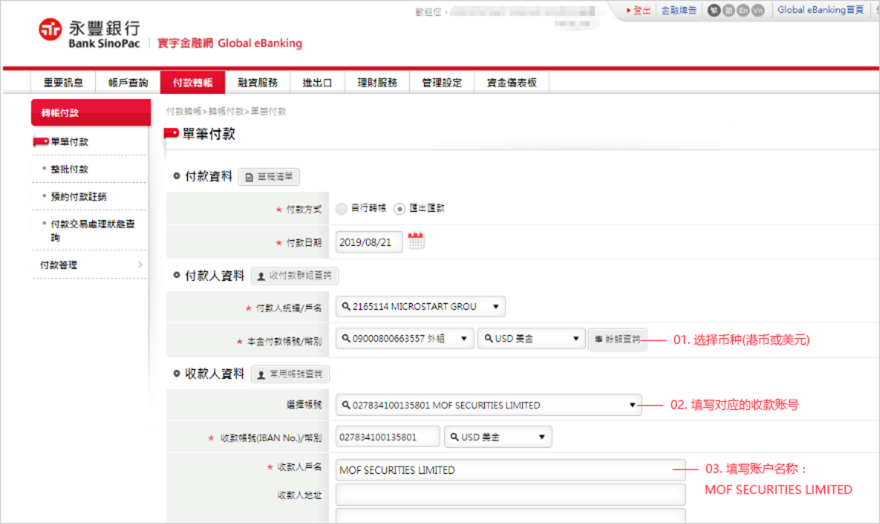 歡迎您，
登出 金融牌告 繁 簡 En Vn Global eBanking首頁
永豐銀行
Bank SinoPac 寰宇金融網 Global eBanking
重要訊息 帳戶查詢 付款轉帳 融資服務 進出口 理財服務 管理設定 資金儀表板
轉帳付款
付款轉帳>轉帳付款>單筆付款
單筆付款
單筆付款
整批付款
預約付款註銷
付款交易處理狀態查
詢
付款管理
付款資料 草稿清單
* 付款方式 自行轉帳 匯出匯款
* 付款日期 2019/08/21
付款人資料 收付款群組查詢
* 付款人統編/戶名 2165114 MICROSTART GROU
* 本金付款帳號/幣別 09000800663557 外組 USD 美金 餘額查詢
01. 选择币种(港币或美元)
收款人資料 常用帳號查詢
選擇帳號 027834100135801 MOF SECURITIES LIMITED
02. 填写对应的收款账号
* 收款帳號(IBAN No.)/幣別 027834100135801 USD 美金
* 收款人戶名 MOF SECURITIES LIMITED
03. 填写账户名称：
MOF SECURITIES LIMITED
收款人地址